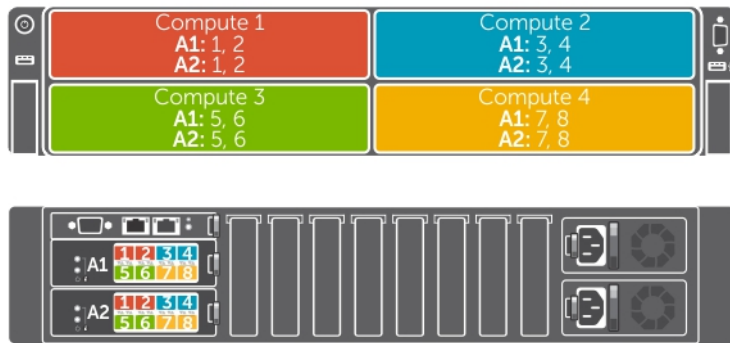 Compute 1
A1: 1, 2
A2: 1, 2
Compute 2
A1: 3, 4
A2: 3, 4
Compute 3
A1: 5, 6
A2: 5, 6
Compute 4
A1: 7, 8
A2: 7, 8
A1
1 2 3 4
5 6 7 8
A2
1 2 3 4
5 6 7 8